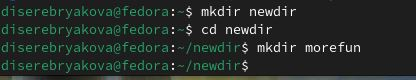 diserebryakova@fedora:~$ mkdir newdir
diserebryakova@fedora:~$ cd newdir
diserebryakova@fedora:~/newdir$ mkdir morefun
diserebryakova@fedora:~/newdir$